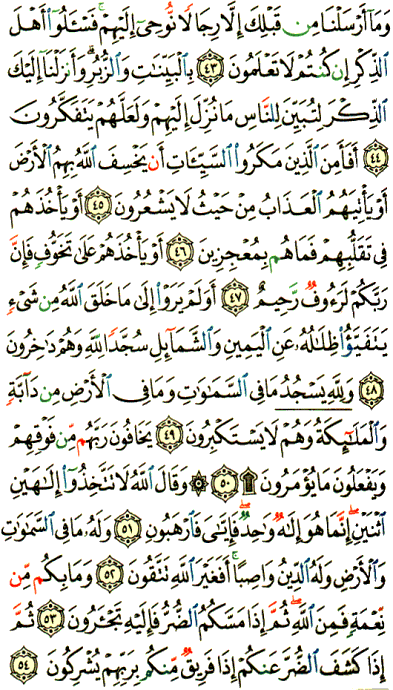 وَمَآ أَرۡسَلۡنَا مِن قَبۡلِكَ إِلَّا رِجَالٗا نُّوحِيٓ إِلَيۡهِمۡۖ فَسۡـَٔلُوٓاْ أَهۡلَ
ٱلذِّكۡرِ إِن كُنتُمۡ لَا تَعۡلَمُونَ ٤٣ بِٱلۡبَيِّنَٰتِ وَٱلزُّبُرِۗ وَأَنزَلۡنَآ إِلَيۡكَ
ٱلذِّكۡرَ لِتُبَيِّنَ لِلنَّاسِ مَا نُزِّلَ إِلَيۡهِمۡ وَلَعَلَّهُمۡ يَتَفَكَّرُونَ
٤٤ أَفَأَمِنَ ٱلَّذِينَ مَكَرُواْ ٱلسَّيِّـَٔاتِ أَن يَخۡسِفَ ٱللَّهُ بِهِمُ ٱلۡأَرۡضَ
أَوۡ يَأۡتِيَهُمُ ٱلۡعَذَابُ مِنۡ حَيۡثُ لَا يَشۡعُرُونَ ٤٥ أَوۡ يَأۡخُذَهُمۡ
فِي تَقَلُّبِهِمۡ فَمَا هُم بِمُعۡجِزِينَ ٤٦ أَوۡ يَأۡخُذَهُمۡ عَلَىٰ تَخَوُّفٖ فَإِنَّ
رَبَّكُمۡ لَرَءُوفٞ رَّحِيمٌ ٤٧ أَوَلَمۡ يَرَوۡاْ إِلَىٰ مَا خَلَقَ ٱللَّهُ مِن شَيۡءٖ
يَتَفَيَّؤُاْ ظِلَٰلُهُۥ عَنِ ٱلۡيَمِينِ وَٱلشَّمَآئِلِ سُجَّدٗا لِّلَّهِ وَهُمۡ دَٰخِرُونَ
٤٨ وَلِلَّهِۤ يَسۡجُدُۤ مَا فِي ٱلسَّمَٰوَٰتِ وَمَا فِي ٱلۡأَرۡضِ مِن دَآبَّةٖ
وَٱلۡمَلَٰٓئِكَةُ وَهُمۡ لَا يَسۡتَكۡبِرُونَ ٤٩ يَخَافُونَ رَبَّهُم مِّن فَوۡقِهِمۡ
وَيَفۡعَلُونَ مَا يُؤۡمَرُونَ ۩ ٥٠ ۞ وَقَالَ ٱللَّهُ لَا تَتَّخِذُوٓاْ إِلَٰهَيۡنِ
ٱثۡنَيۡنِۖ إِنَّمَا هُوَ إِلَٰهٞ وَٰحِدٞ فَإِيَّٰيَ فَٱرۡهَبُونِ ٥١ وَلَهُۥ مَا فِي ٱلسَّمَٰوَٰتِ
وَٱلۡأَرۡضِ وَلَهُ ٱلدِّينُ وَاصِبًاۚ أَفَغَيۡرَ ٱللَّهِ تَتَّقُونَ ٥٢ وَمَا بِكُم مِّن
نِّعۡمَةٖ فَمِنَ ٱللَّهِۖ ثُمَّ إِذَا مَسَّكُمُ ٱلضُّرُّ فَإِلَيۡهِ تَجۡـَٔرُونَ ٥٣ ثُمَّ
إِذَا كَشَفَ ٱلضُّرَّ عَنكُمۡ إِذَا فَرِيقٞ مِّنكُم بِرَبِّهِمۡ يُشۡرِكُونَ ٥٤